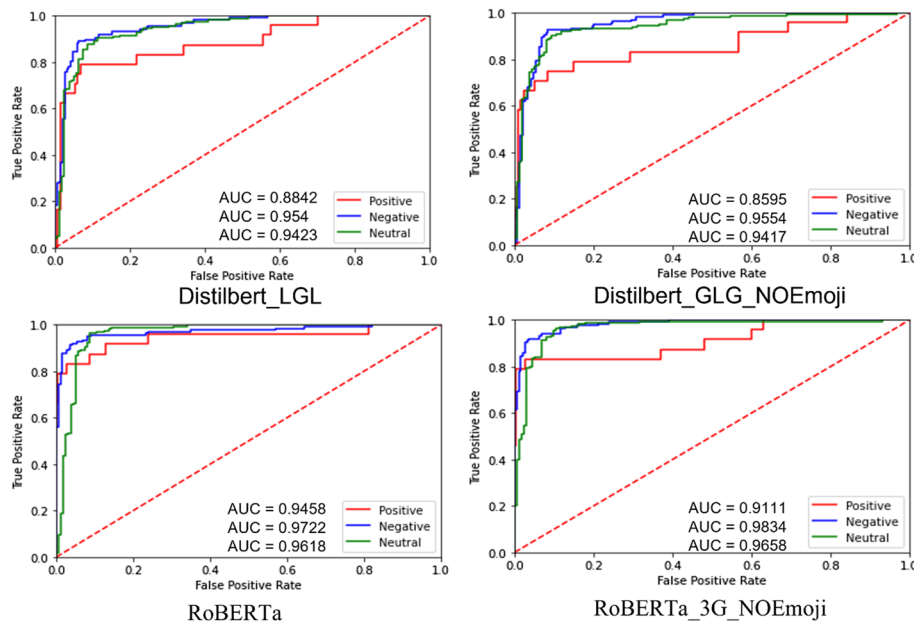 1.0
0.8
0.6
0.4
0.2
0.0
True Positive Rate
AUC = 0.8842
AUC = 0.954
AUC = 0.9423
Positive
Negative
Neutral
0.0 0.2 0.4 0.6 0.8 1.0
False Positive Rate
Distilbert_LGL
1.0
0.8
0.6
0.4
0.2
0.0
True Positive Rate
AUC = 0.8595
AUC = 0.9554
AUC = 0.9417
Positive
Negative
Neutral
0.0 0.2 0.4 0.6 0.8 1.0
False Positive Rate
Distilbert_GLG_NOEmoji
1.0
0.8
0.6
0.4
0.2
0.0
True Positive Rate
AUC = 0.9458
AUC = 0.9722
AUC = 0.9618
Positive
Negative
Neutral
0.0 0.2 0.4 0.6 0.8 1.0
False Positive Rate
RoBERTa
1.0
0.8
0.6
0.4
0.2
0.0
True Positive Rate
AUC = 0.9111
AUC = 0.9834
AUC = 0.9658
Positive
Negative
Neutral
0.0 0.2 0.4 0.6 0.8 1.0
False Positive Rate
RoBERTa_3G_NOEmoji